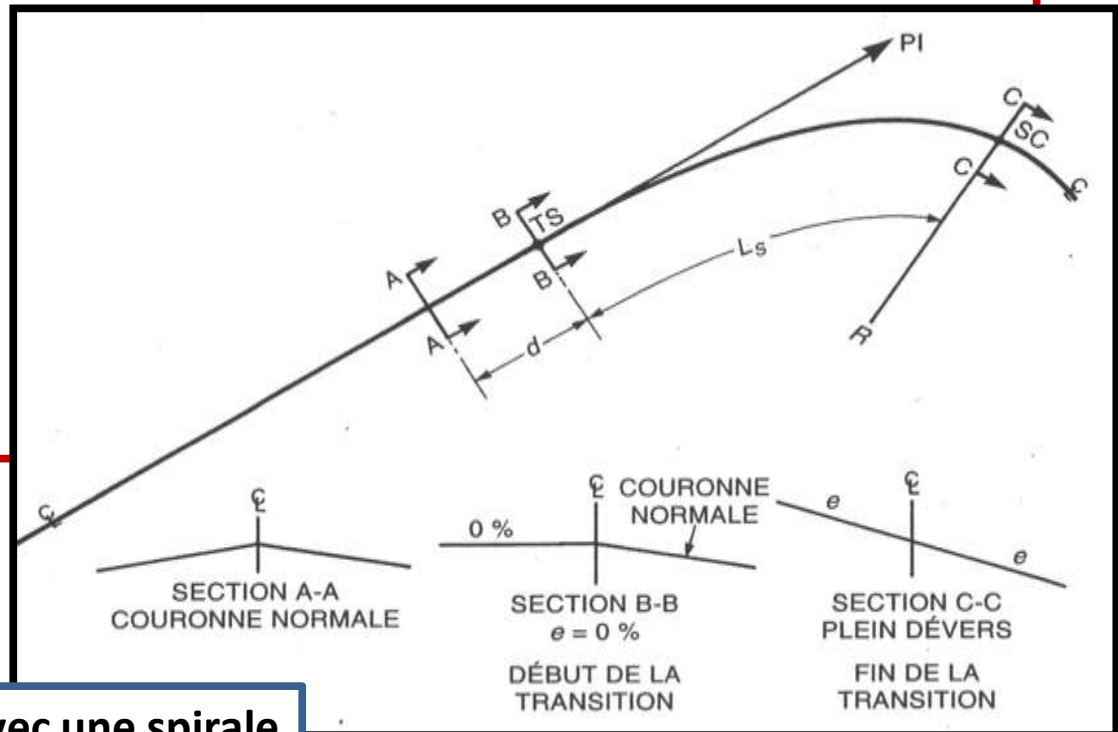 PI
C
SC
C
℄
B
TS
B
Ls
A
A
d
R
℄
℄
SECTION A-A
COURONNE NORMALE
℄
COURONNE
NORMALE
0 %
SECTION B-B
e = 0 %
DÉBUT DE LA
TRANSITION
℄
e
e
SECTION C-C
PLEIN DÉVERS
FIN DE LA
TRANSITION
avec une spirale